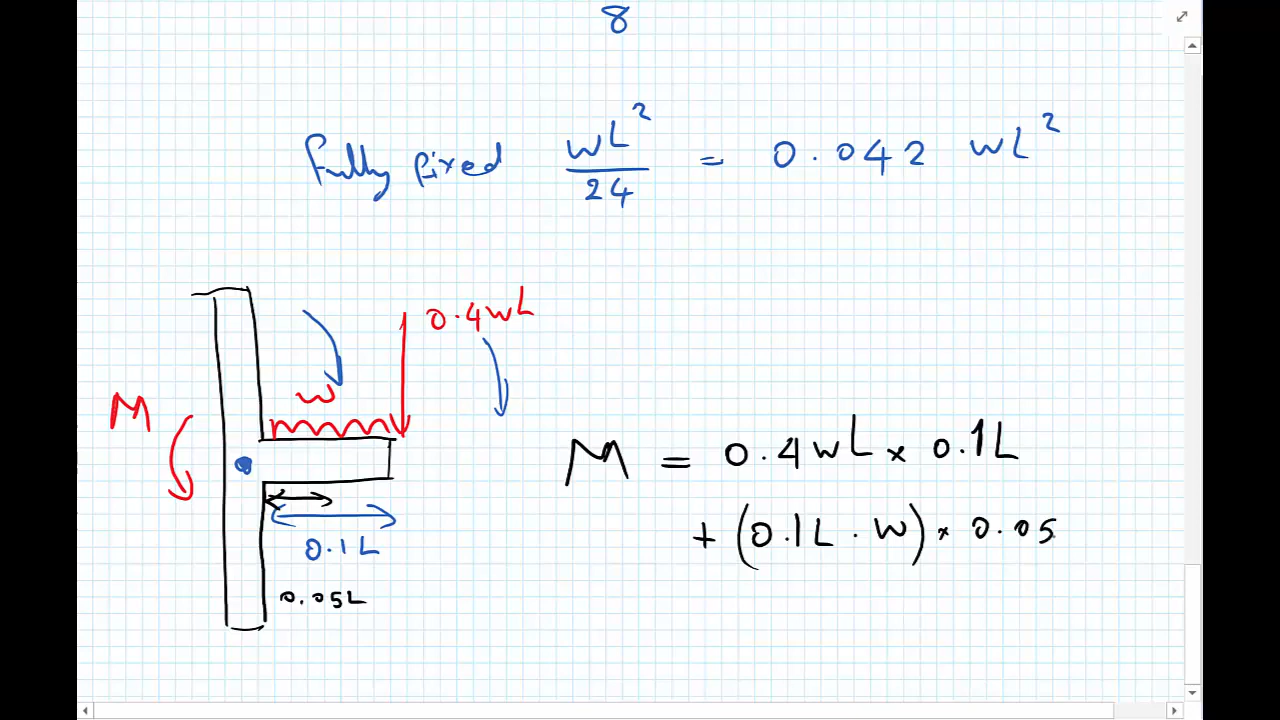 8
fully fixed wL²/24 = 0.042 wL²
0.4wL
w
M
M = 0.4wL × 0.1L
+ (0.1L . w) × 0.05
0.1L
0.05L